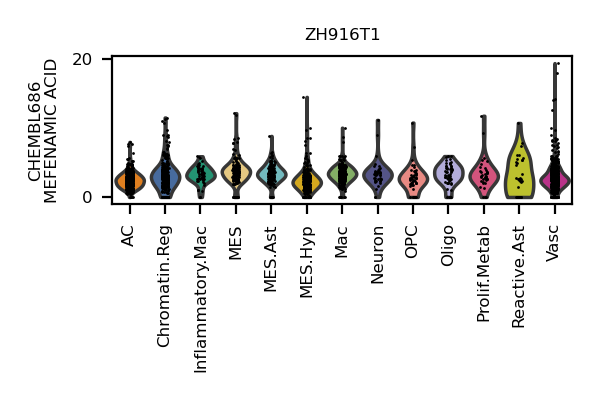 ZH916T1
CHEMBL686
MEFENAMIC ACID
20
0
AC
Chromatin.Reg
Inflammatory.Mac
MES
MES.Ast
MES.Hyp
Mac
Neuron
OPC
Oligo
Prolif.Metab
Reactive.Ast
Vasc